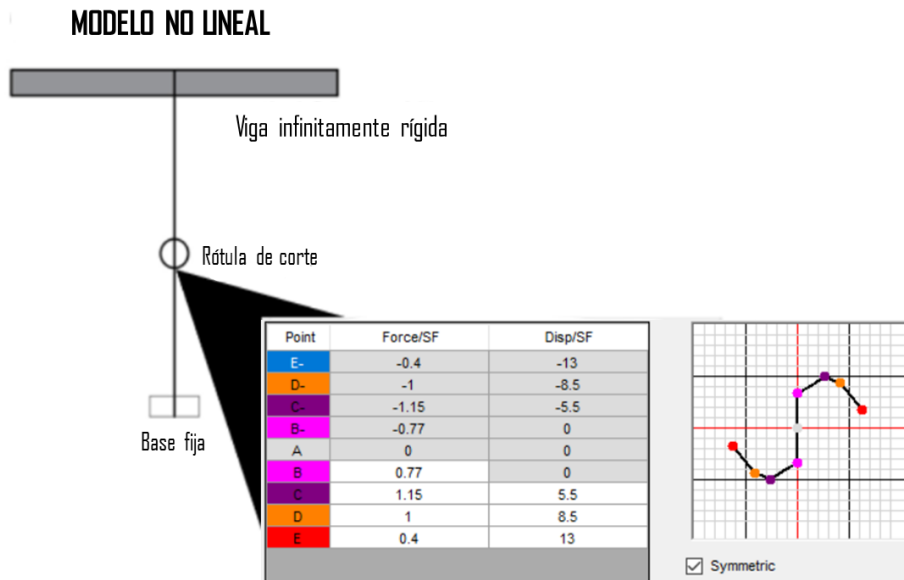 MODELO NO LINEAL
Viga infinitamente rígida
Rótula de corte
Base fija
Point Force/SF Disp/SF
E- -0.4 -13
D- -1 -8.5
C- -1.15 -5.5
B- -0.77 0
A 0 0
B 0.77 0
C 1.15 5.5
D 1 8.5
E 0.4 13
Symmetric